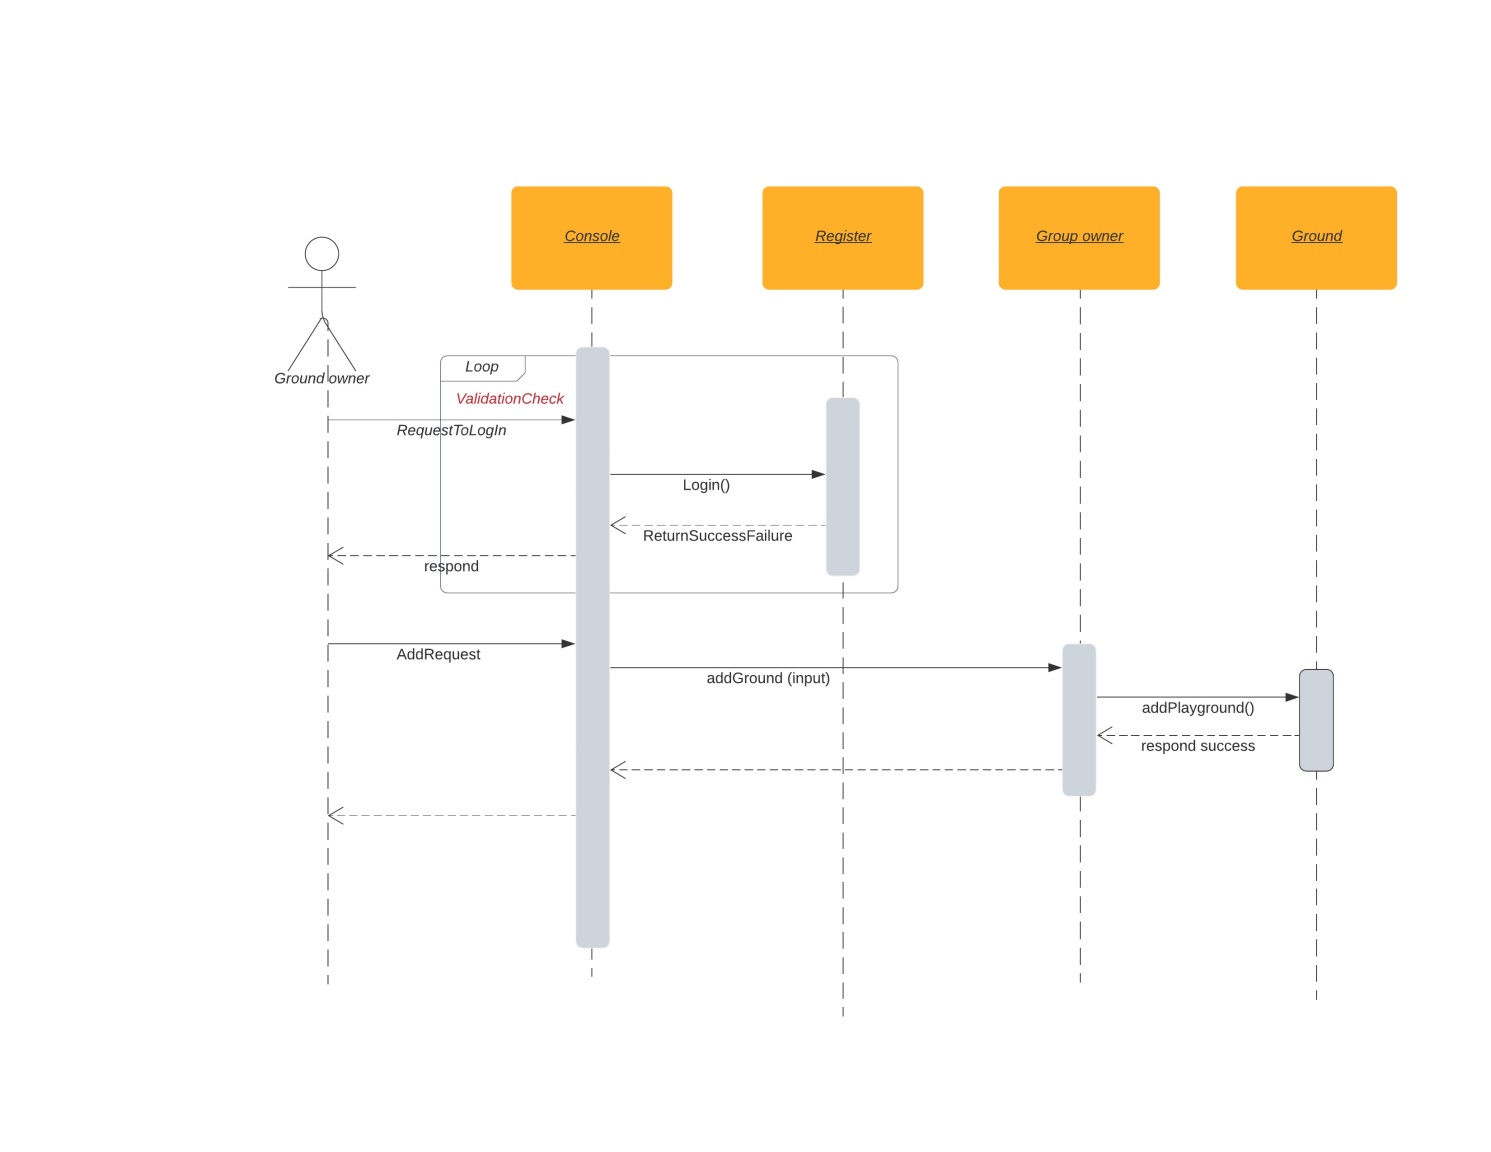 Console
Register
Group owner
Ground
Ground owner
Loop
ValidationCheck
RequestToLogIn
Login()
ReturnSuccessFailure
respond
AddRequest
addGround (input)
addPlayground()
respond success